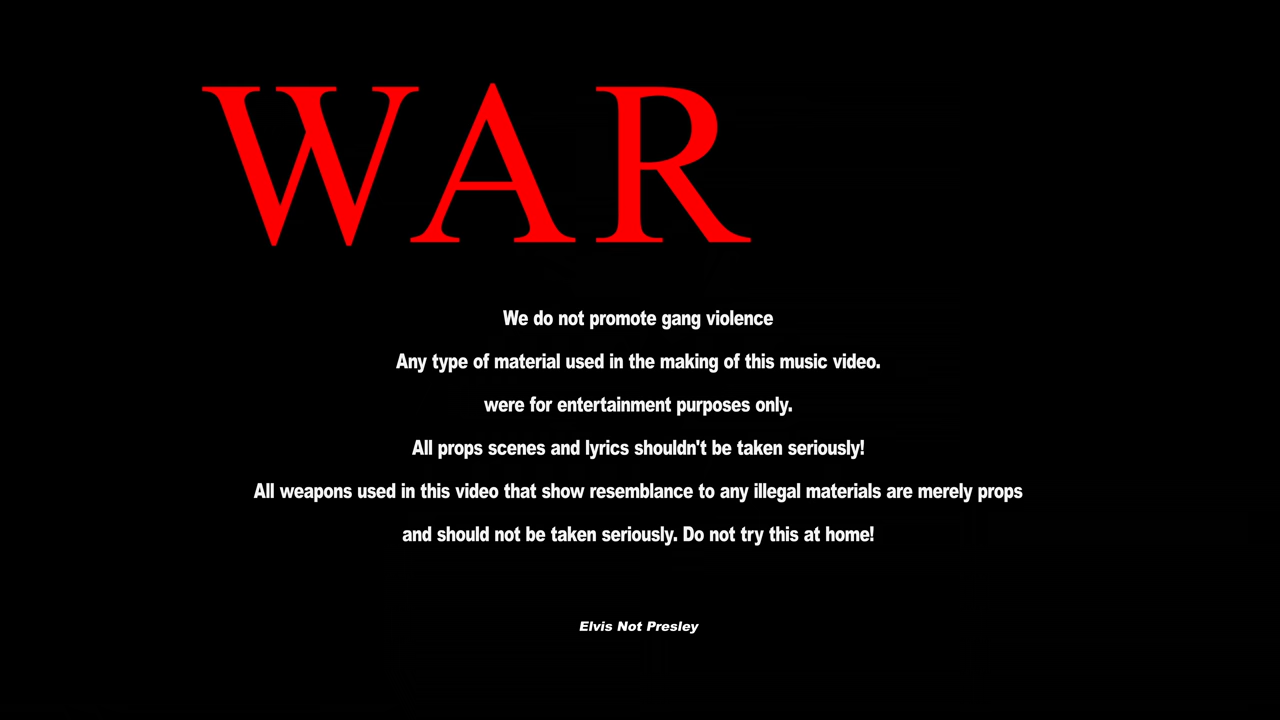 WAR
We do not promote gang violence
Any type of material used in the making of this music video.
were for entertainment purposes only.
All props scenes and lyrics shouldn't be taken seriously!
All weapons used in this video that show resemblance to any illegal materials are merely props
and should not be taken seriously. Do not try this at home!
Elvis Not Presley